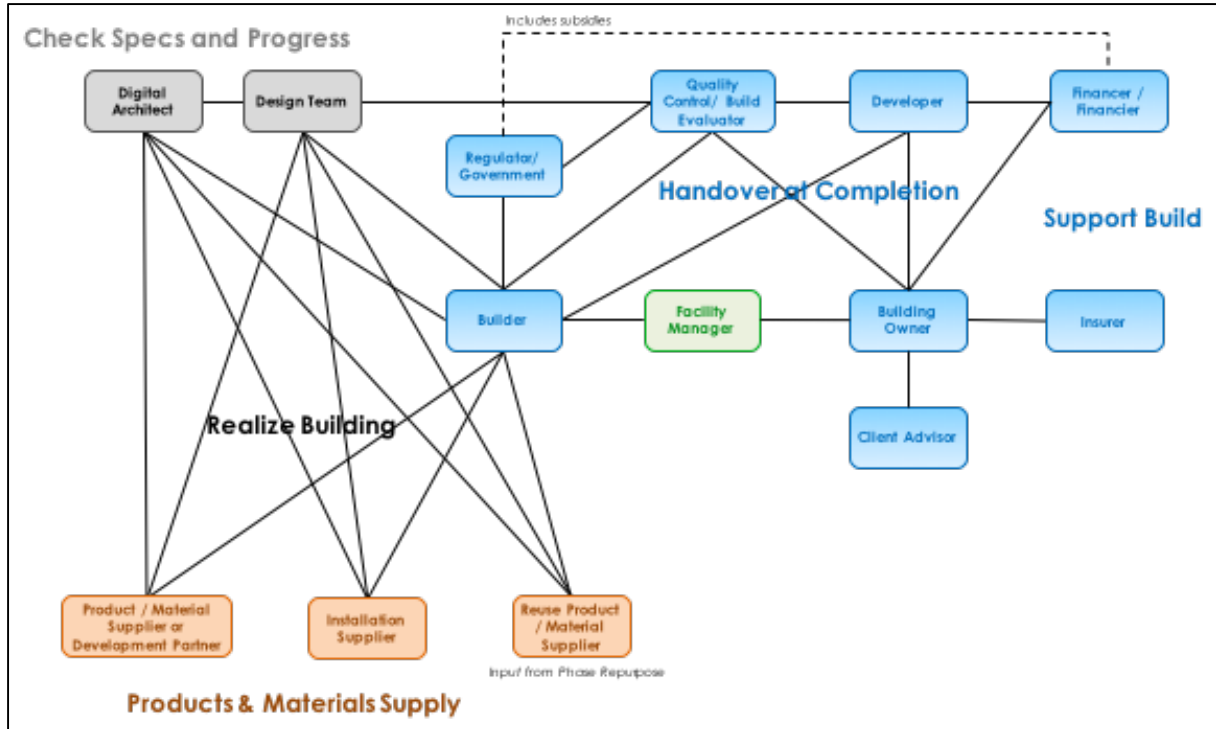 Includes subsidies
Check Specs and Progress
Digital
Architect
Design Team
Quality
Control/ Build
Evaluator
Developer
Financer /
Financier
Regulator/
Government
Handover at Completion
Support Build
Builder
Facility
Manager
Building
Owner
Insurer
Realize Building
Client Advisor
Product / Material
Supplier or
Development Partner
Installation
Supplier
Reuse Product
/ Material
Supplier
Input from Phase Repurpose
Products & Materials Supply